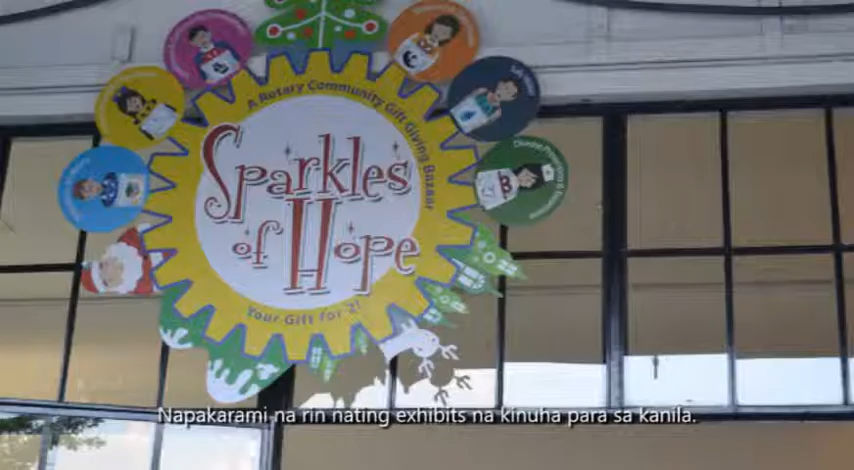 A Rotary Community Gift Giving Bazaar
Sparkles
of Hope
Your Gift for 2!
Napakarami na rin nating exhibits na kinuha para sa kanila.